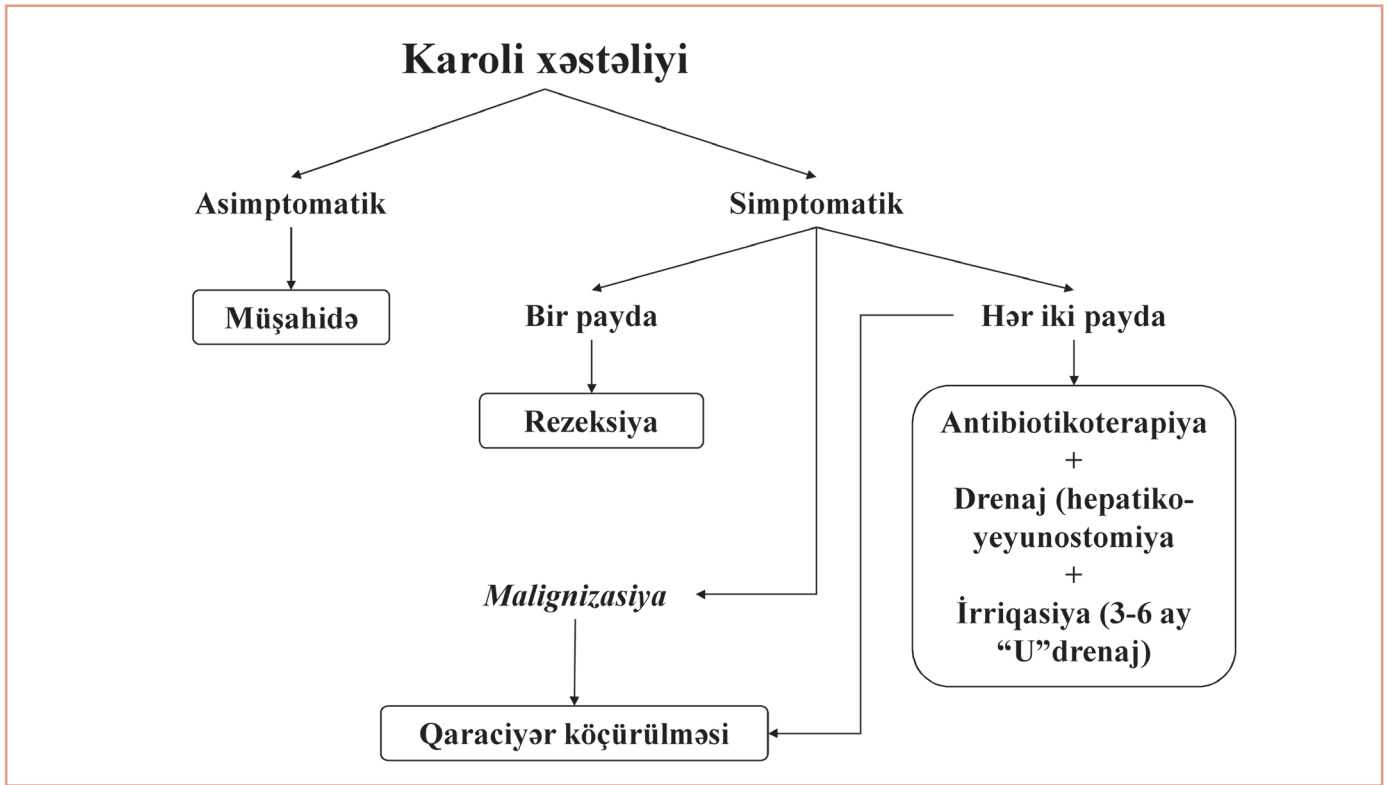 Karoli xəstəliyi
Asimptomatik
Simptomatik
Müşahidə
Bir payda
Hər iki payda
Rezeksiya
Antibiotikoterapiya
+
Drenaj (hepatiko-
yeyunostomiya
+
İrriqasiya (3-6 ay
“U”drenaj)
Malignizasiya
Qaraciyər köçürülməsi